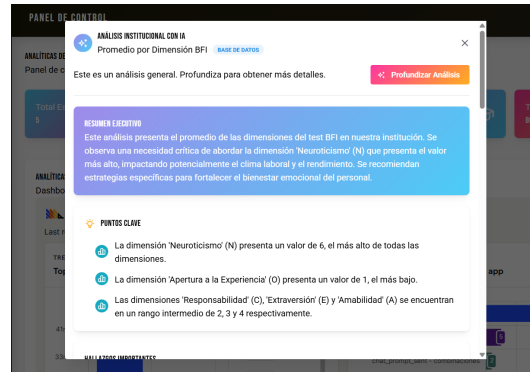 PANEL DE CONTROL
ANALÍTICAS DE
Panel de c
ANÁLISIS INSTITUCIONAL CON IA
Promedio por Dimensión BFI BASE DE DATOS
Este es un análisis general. Profundiza para obtener más detalles.
Profundizar Análisis
RESUMEN EJECUTIVO
Este análisis presenta el promedio de las dimensiones del test BFI en nuestra institución. Se
observa una necesidad crítica de abordar la dimensión 'Neuroticismo' (N) que presenta el valor
más alto, impactando potencialmente el clima laboral y el rendimiento. Se recomiendan
estrategias específicas para fortalecer el bienestar emocional del personal.
PUNTOS CLAVE
La dimensión 'Neuroticismo' (N) presenta un valor de 6, el más alto de todas las
dimensiones.
La dimensión 'Apertura a la Experiencia' (O) presenta un valor de 1, el más bajo.
Las dimensiones 'Responsabilidad' (C), 'Extraversión' (E) y 'Amabilidad' (A) se encuentran
en un rango intermedio de 2, 3 y 4 respectivamente.
HALLAZGOS IMPORTANTES
Total E
ANALÍTICA
Dashbo
Last r
TRE
Top
app